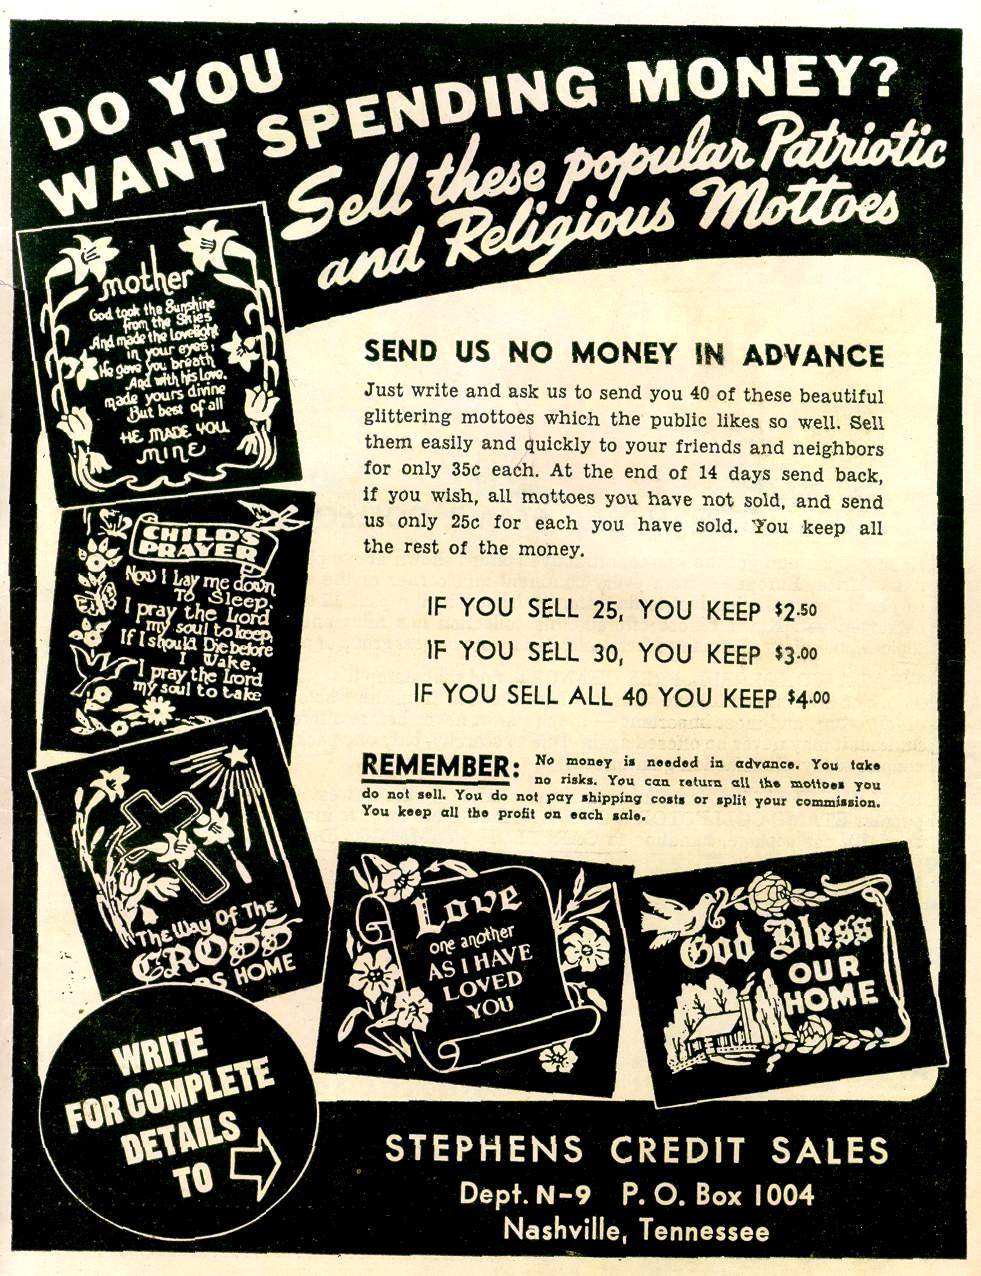 DO YOU
WANT SPENDING MONEY?
Sell these popular Patriotic
and Religious Mottoes
mother
God took the Sunshine
from the Skies
And made the Lovelight
in your eyes;
He gave you breath
And with his Love,
made yours divine
But best of all
HE MADE YOU
MINE
CHILD'S
PRAYER
Now I Lay me down
To Sleep,
I pray the Lord
my soul to keep,
If I should Die before
I Wake,
I pray the Lord
my soul to take
The Way Of The
CROSS
DS HOME
SEND US NO MONEY IN ADVANCE
Just write and ask us to send you 40 of these beautiful
glittering mottoes which the public likes so well. Sell
them easily and quickly to your friends and neighbors
for only 35c each. At the end of 14 days send back,
if you wish, all mottoes you have not sold, and send
us only 25c for each you have sold. You keep all
the rest of the money.
IF YOU SELL 25, YOU KEEP $2.50
IF YOU SELL 30, YOU KEEP $3.00
IF YOU SELL ALL 40 YOU KEEP $4.00
REMEMBER: No money is needed in advance. You take
no risks. You can return all the mottoes you
do not sell. You do not pay shipping costs or split your commission.
You keep all the profit on each sale.
Love
one another
AS I HAVE
LOVED
YOU
God Bless
OUR
HOME
WRITE
FOR COMPLETE
DETAILS
TO
STEPHENS CREDIT SALES
Dept. N-9 P. O. Box 1004
Nashville, Tennessee